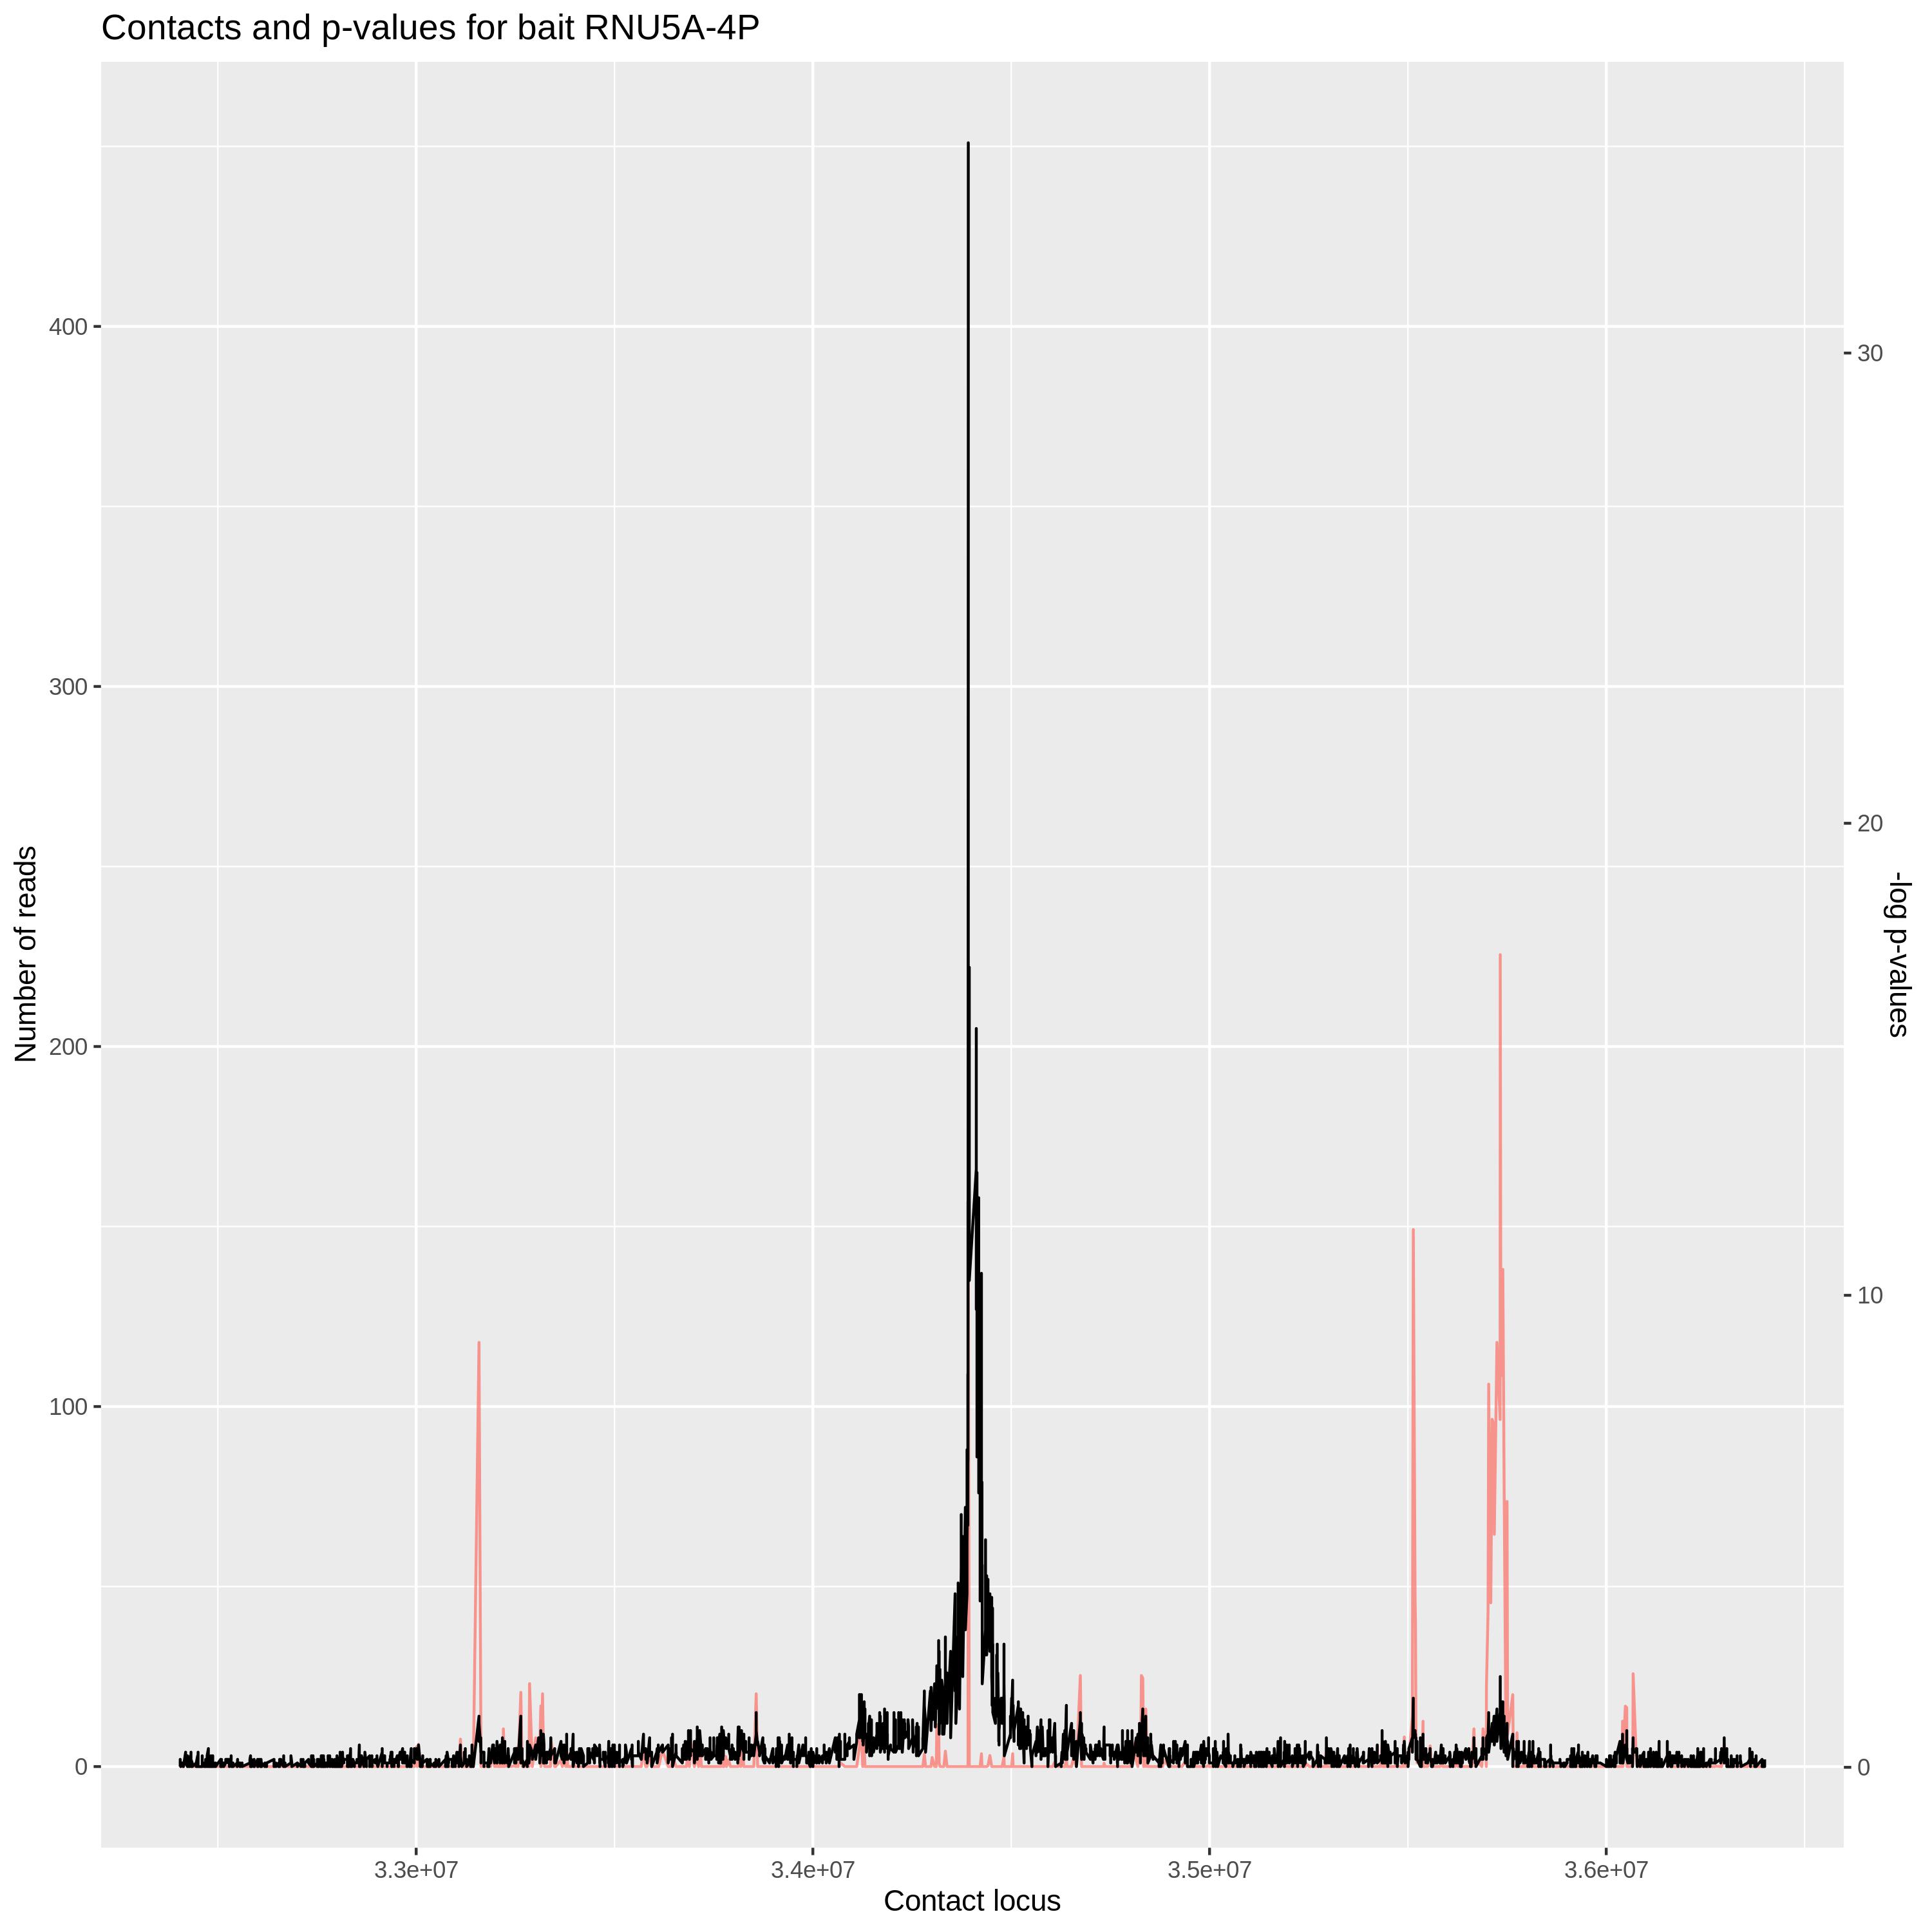 Contacts and p-values for bait RNU5A-4P
400
300
200
100
0
Number of reads
30
20
10
0
-log p-values
3.3e+07
3.4e+07
3.5e+07
3.6e+07
Contact locus